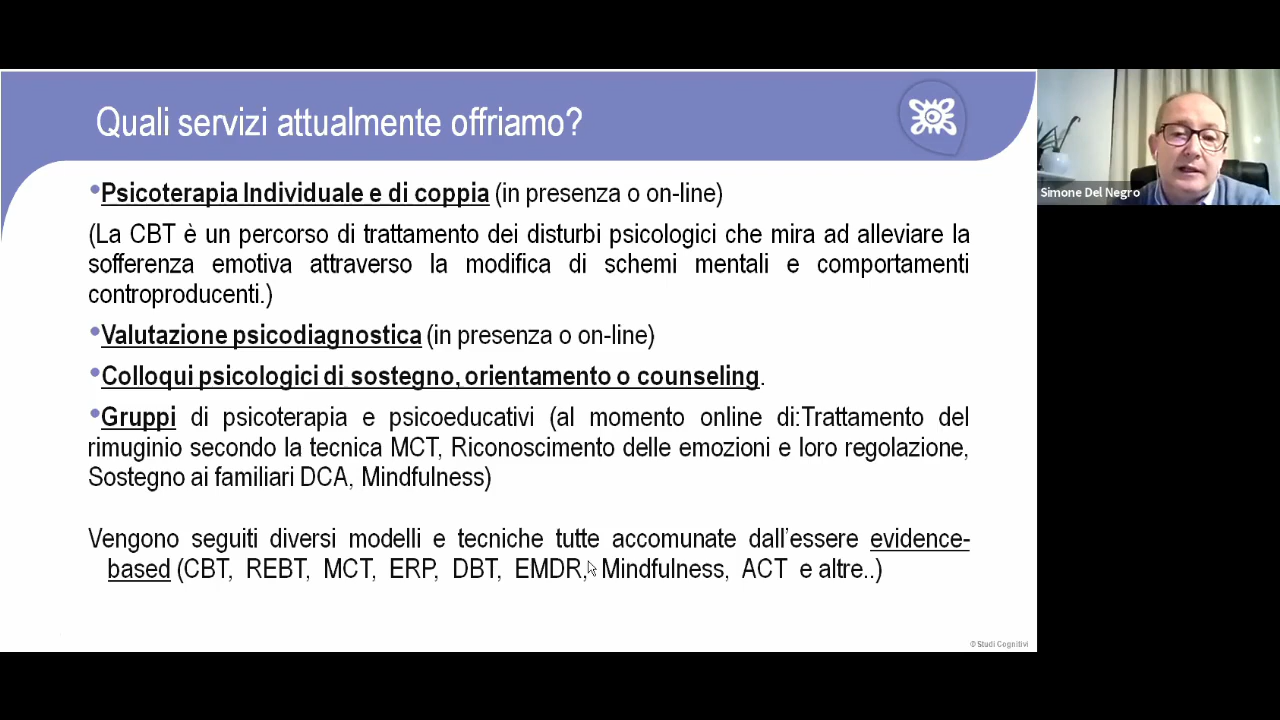 Quali servizi attualmente offriamo?
•Psicoterapia Individuale e di coppia (in presenza o on-line)
(La CBT è un percorso di trattamento dei disturbi psicologici che mira ad alleviare la
sofferenza emotiva attraverso la modifica di schemi mentali e comportamenti
controproducenti.)
•Valutazione psicodiagnostica (in presenza o on-line)
•Colloqui psicologici di sostegno, orientamento o counseling.
•Gruppi di psicoterapia e psicoeducativi (al momento online di:Trattamento del
rimuginio secondo la tecnica MCT, Riconoscimento delle emozioni e loro regolazione,
Sostegno ai familiari DCA, Mindfulness)
Vengono seguiti diversi modelli e tecniche tutte accomunate dall'essere evidence-
based (CBT, REBT, MCT, ERP, DBT, EMDR, Mindfulness, ACT e altre..)
© Studi Cognitivi
Simone Del Negro